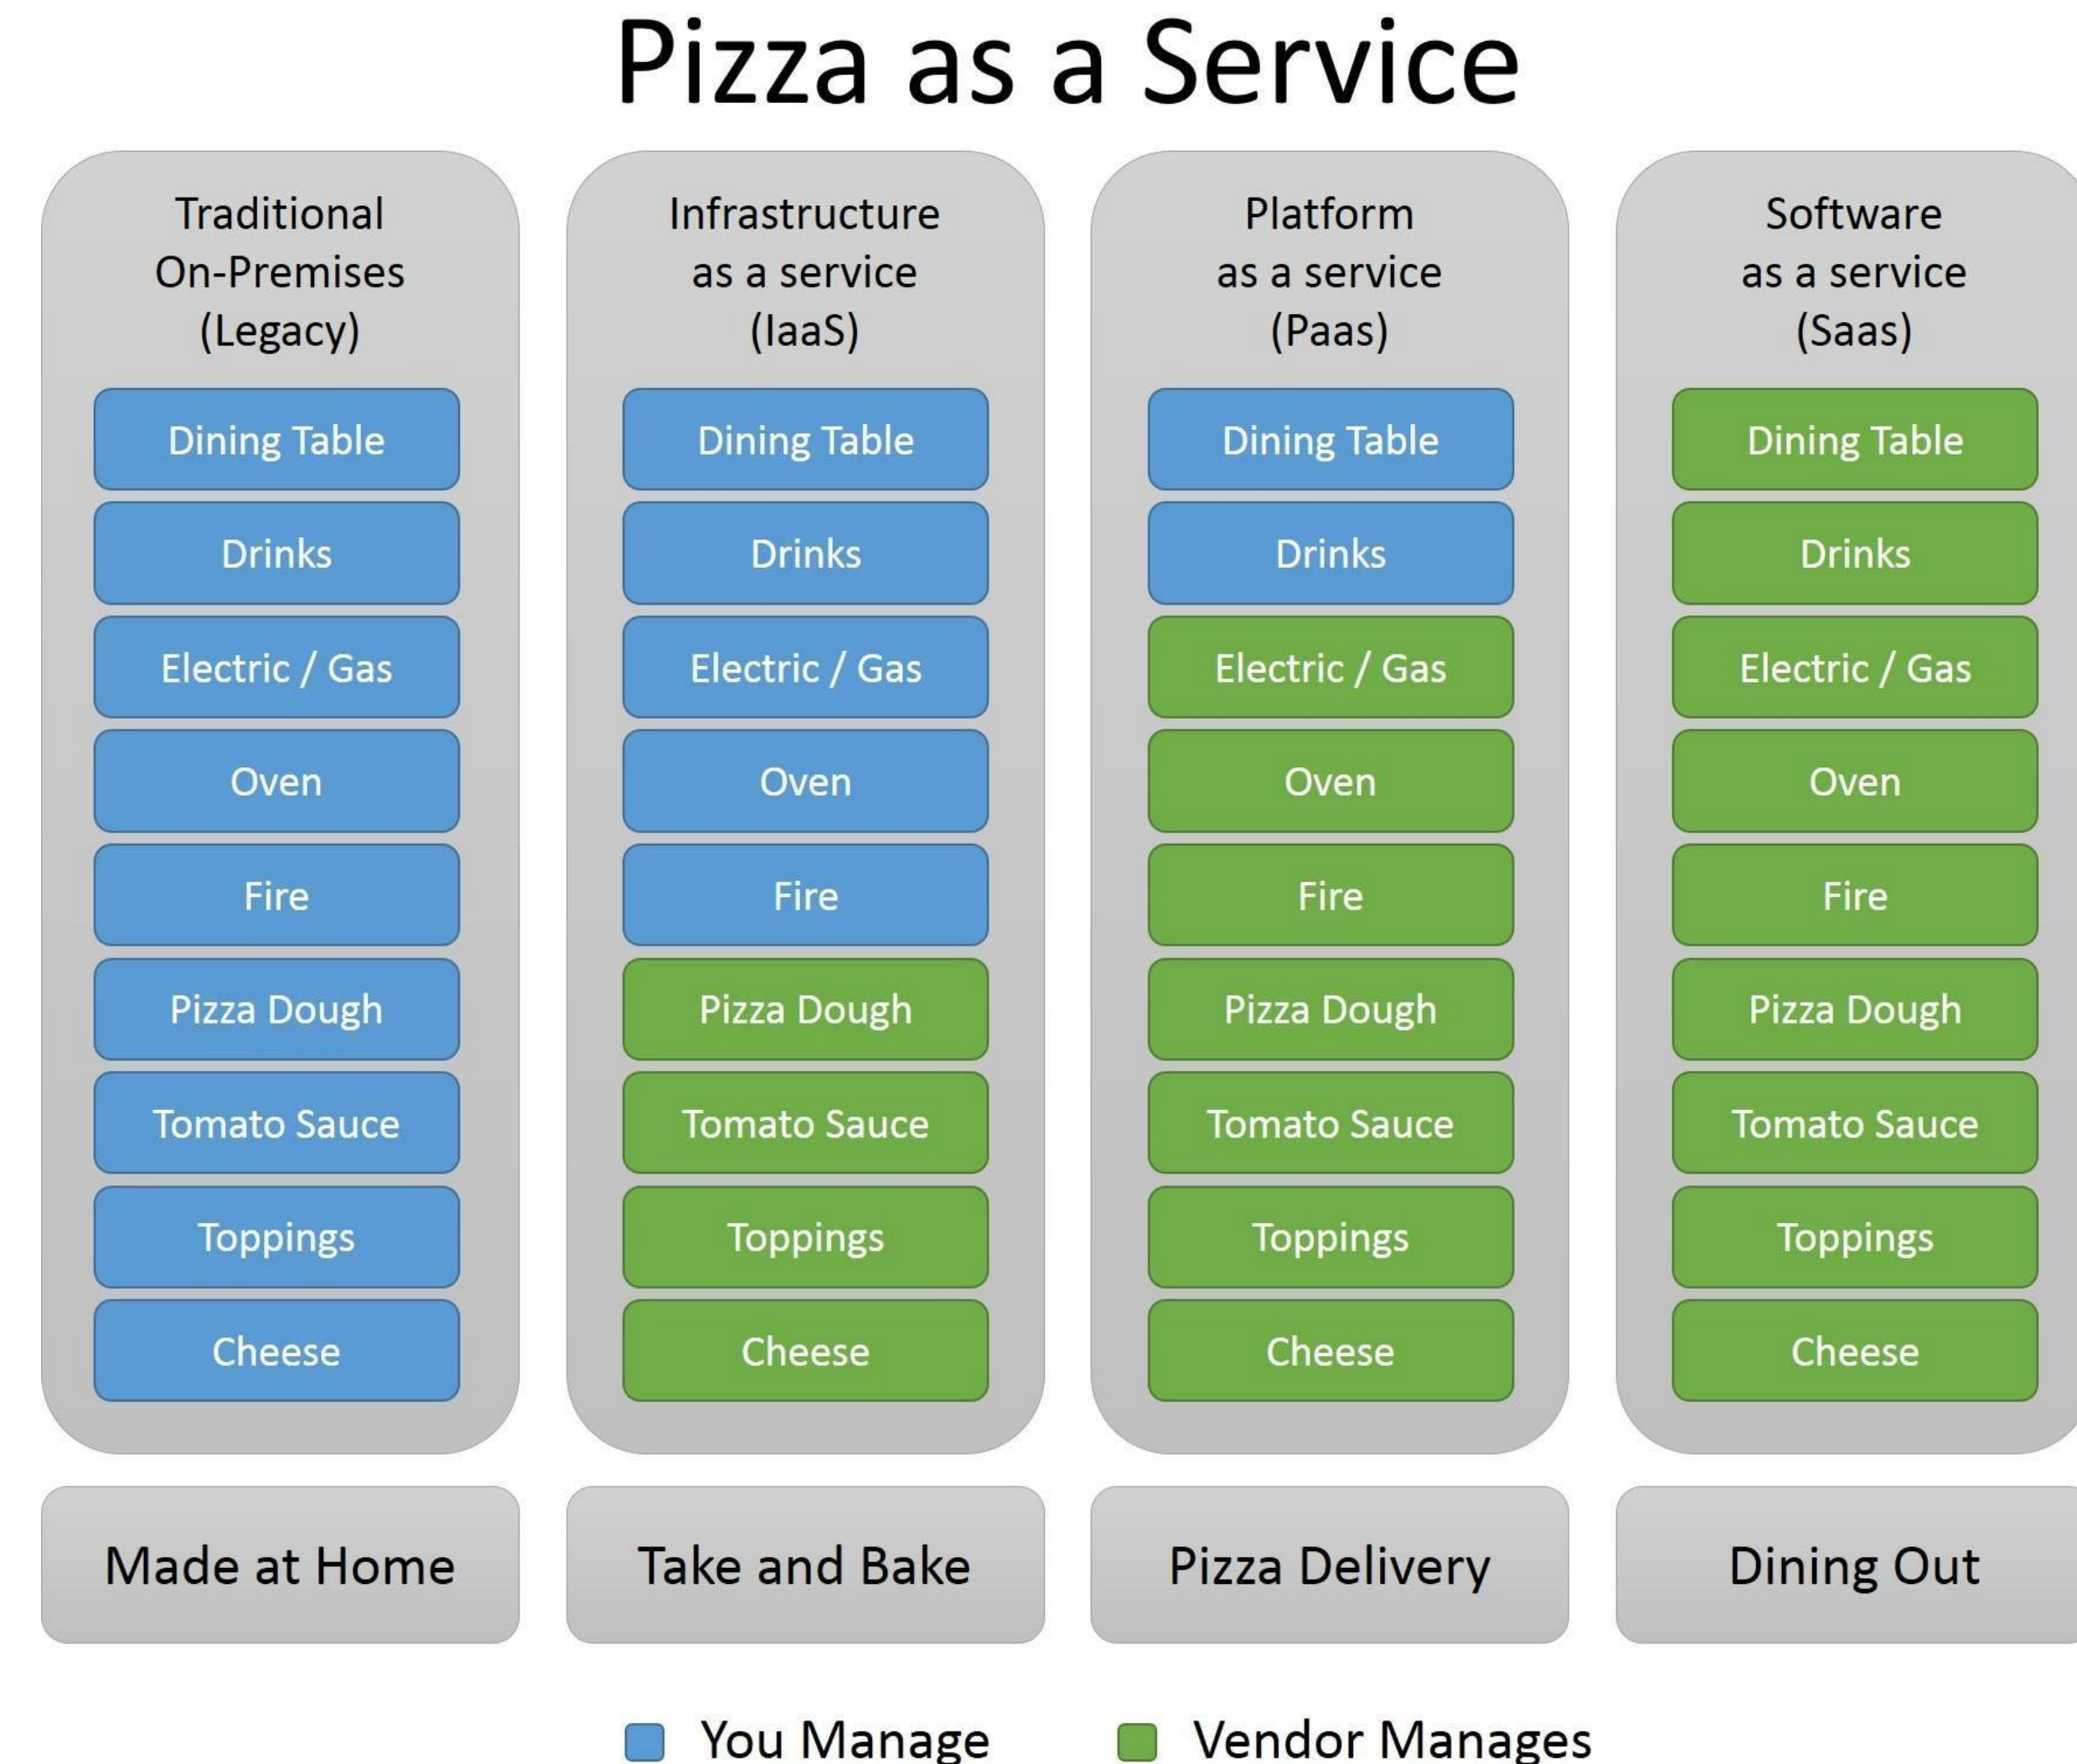 Pizza as a Service
Traditional
On-Premises
(Legacy)
Dining Table
Drinks
Electric / Gas
Oven
Fire
Pizza Dough
Tomato Sauce
Toppings
Cheese
Made at Home
Infrastructure
as a service
(IaaS)
Dining Table
Drinks
Electric / Gas
Oven
Fire
Pizza Dough
Tomato Sauce
Toppings
Cheese
Take and Bake
Platform
as a service
(Paas)
Dining Table
Drinks
Electric / Gas
Oven
Fire
Pizza Dough
Tomato Sauce
Toppings
Cheese
Pizza Delivery
Software
as a service
(Saas)
Dining Table
Drinks
Electric / Gas
Oven
Fire
Pizza Dough
Tomato Sauce
Toppings
Cheese
Dining Out
You Manage
Vendor Manages